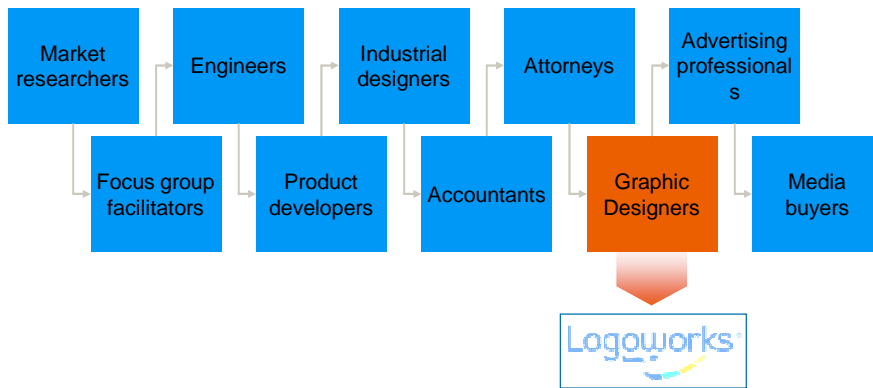 Market
researchers
Focus group
facilitators
Engineers
Product
developers
Industrial
designers
Accountants
Attorneys
Graphic
Designers
Advertising
professional
s
Media
buyers
Logoworks®